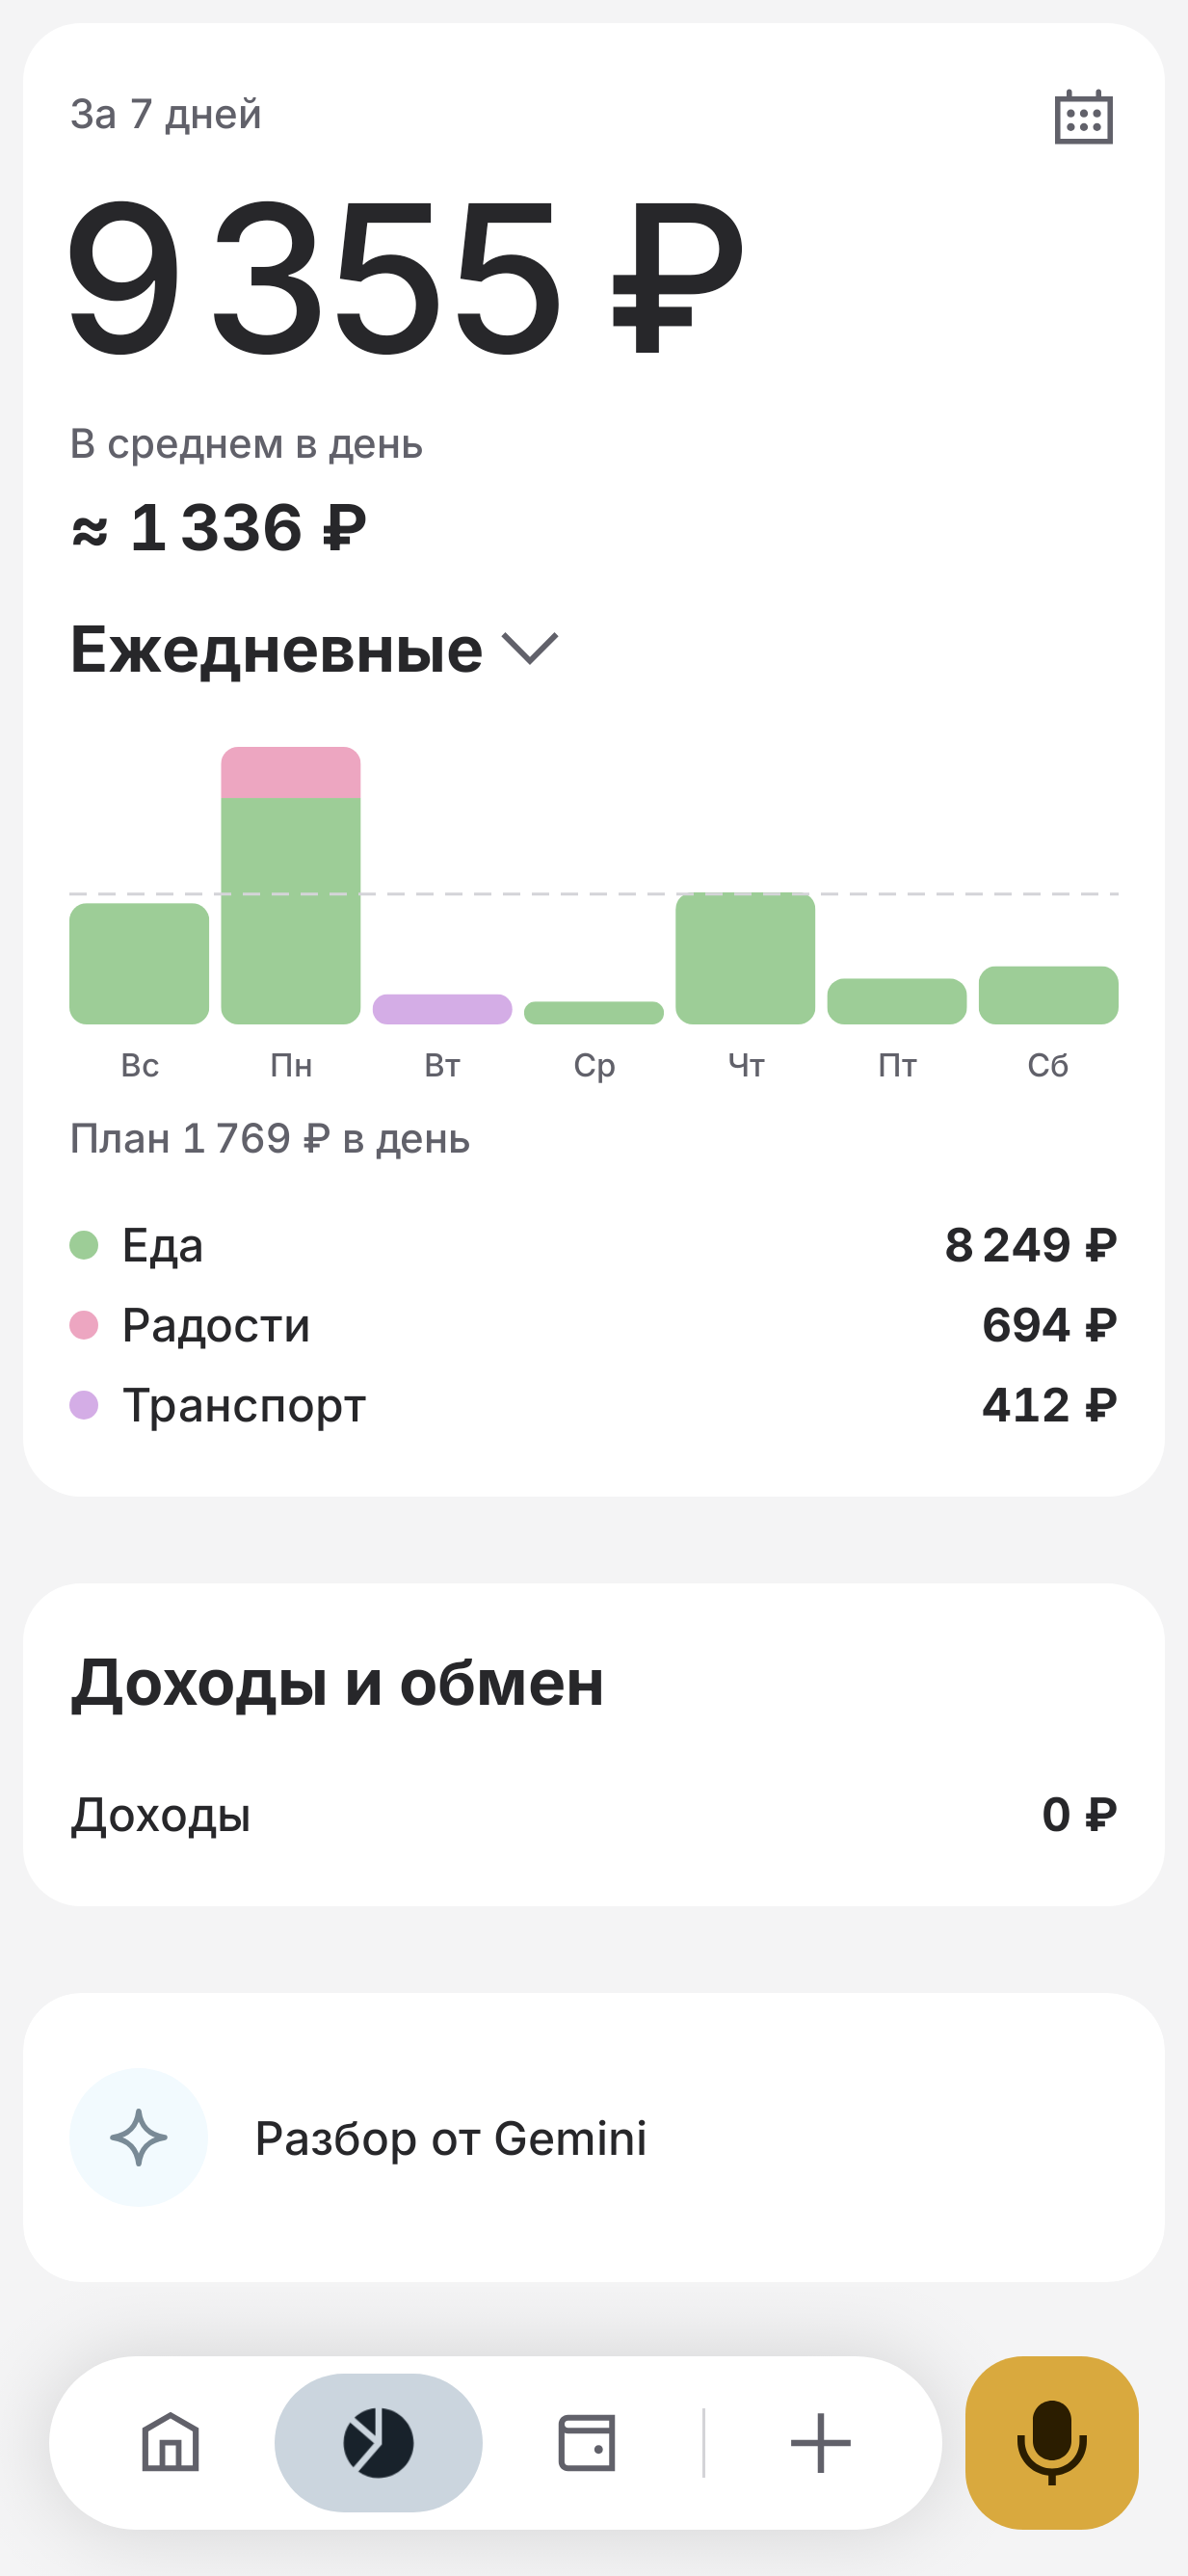 За 7 дней
9 355 ₽
В среднем в день
≈ 1 336 ₽
Ежедневные
Вс Пн Вт Ср Чт Пт Сб
План 1 769 ₽ в день
Еда 8 249 ₽
Радости 694 ₽
Транспорт 412 ₽
Доходы и обмен
Доходы 0 ₽
Разбор от Gemini